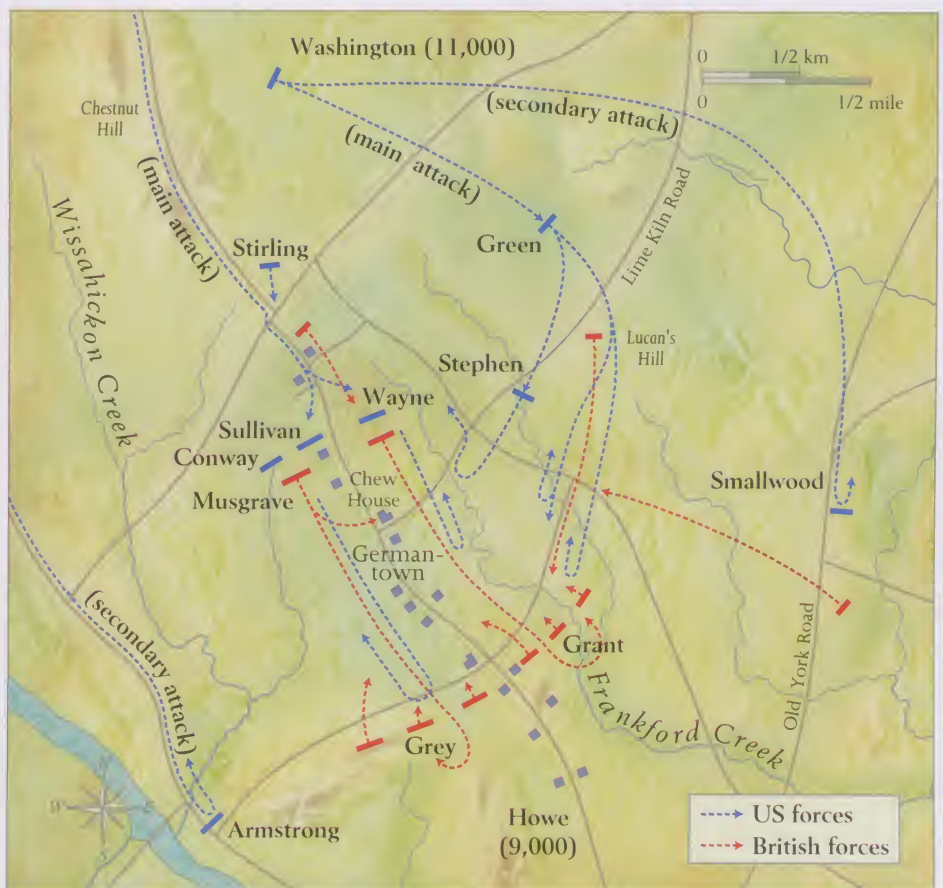 Washington (11,000)
0 1/2 km
0 1/2 mile
Chestnut
Hill
(main attack)
(main attack)
(secondary attack)
Wissahickon Creek
Stirling
Green
Lime Kiln Road
Lucan's
Hill
Stephen
Wayne
Sullivan
Conway
Musgrave
Chew
House
Smallwood
German-
town
(secondary attack)
Grant
Grey
Frankford Creek
Old York Road
W
Armstrong
Howe
(9,000)
US forces
British forces